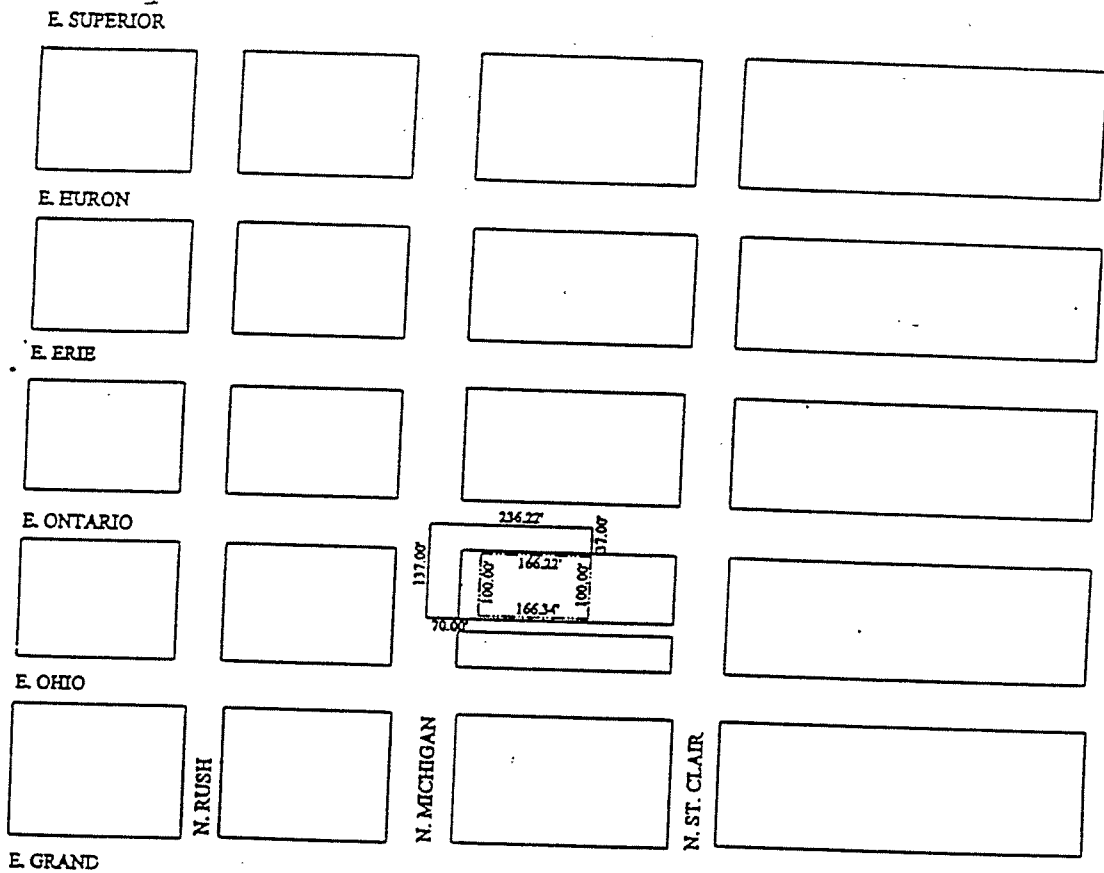 E. SUPERIOR
E. HURON
E. ERIE
E. ONTARIO
236.22'
37.00'
137.00'
166.22'
100.00'
100.00'
166.34'
70.00'
E. OHIO
N. RUSH
N. MICHIGAN
N. ST. CLAIR
E. GRAND